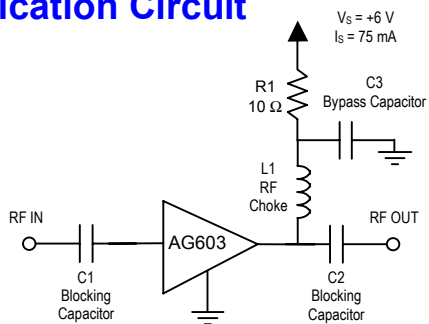 ication Circuit
Vs = +6 V
Is = 75 mA
R1
10 Ω
C3
Bypass Capacitor
L1
RF
Choke
RF IN
AG603
RF OUT
C1
Blocking
Capacitor
C2
Blocking
Capacitor